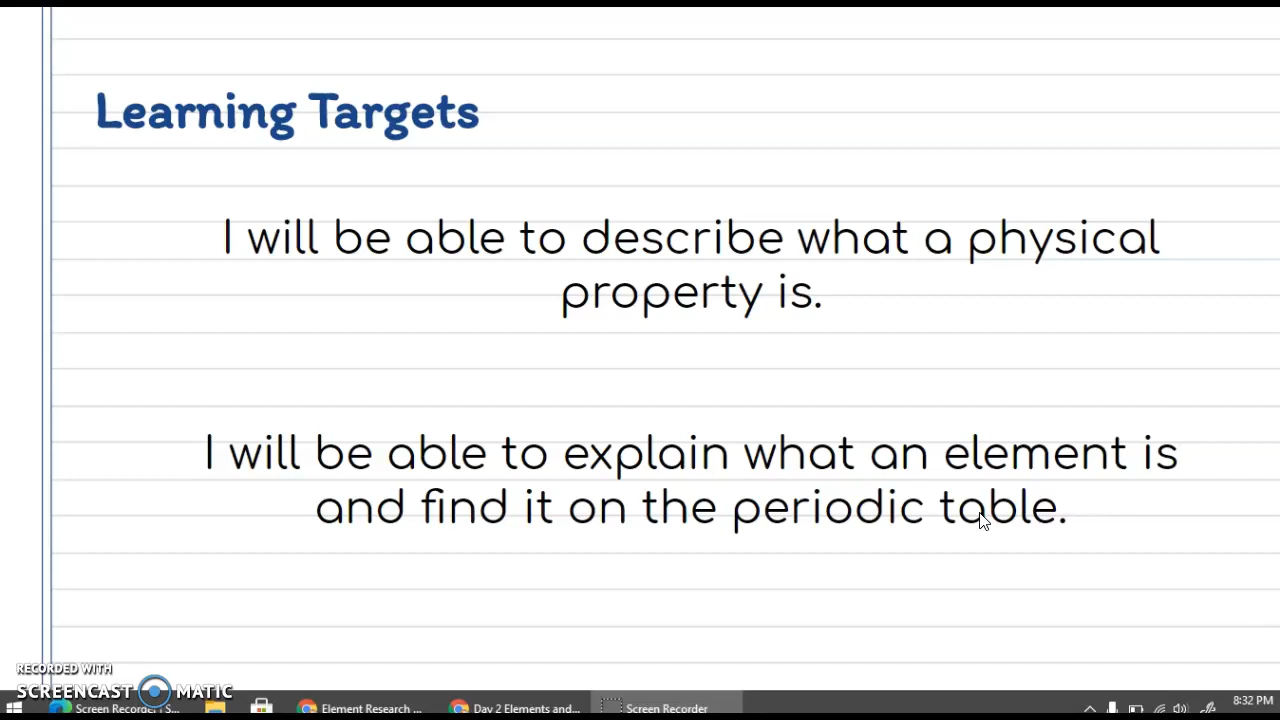 Learning Targets
I will be able to describe what a physical
property is.
I will be able to explain what an element is
and find it on the periodic table.
RECORDED WITH
SCREENCAST MATIC
Screen Recorder | S... Element Research ... Day 2 Elements and... Screen Recorder 8:32 PM